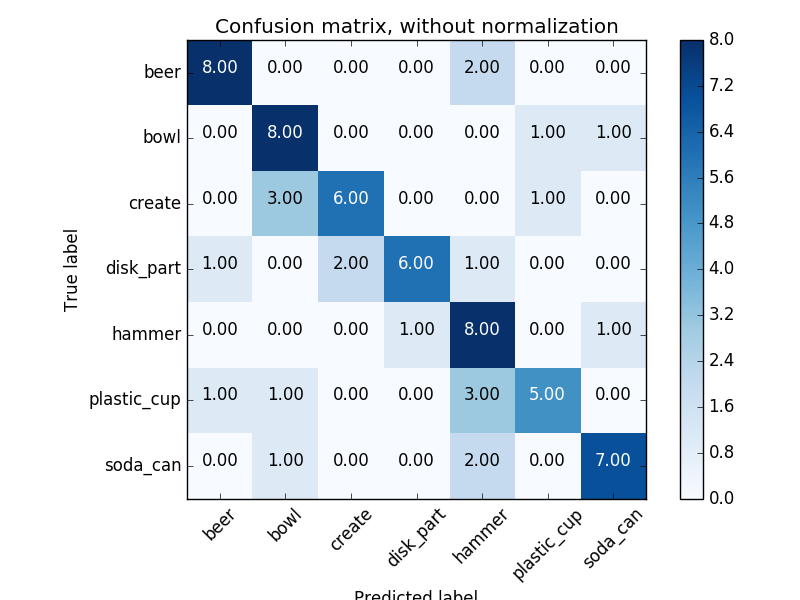 Confusion matrix, without normalization
beer 8.00 0.00 0.00 0.00 2.00 0.00 0.00
bowl 0.00 8.00 0.00 0.00 0.00 1.00 1.00
create 0.00 3.00 6.00 0.00 0.00 1.00 0.00
disk_part 1.00 0.00 2.00 6.00 1.00 0.00 0.00
hammer 0.00 0.00 0.00 1.00 8.00 0.00 1.00
plastic_cup 1.00 1.00 0.00 0.00 3.00 5.00 0.00
soda_can 0.00 1.00 0.00 0.00 2.00 0.00 7.00
True label
beer bowl create disk_part hammer plastic_cup soda_can
Predicted label
8.0
7.2
6.4
5.6
4.8
4.0
3.2
2.4
1.6
0.8
0.0